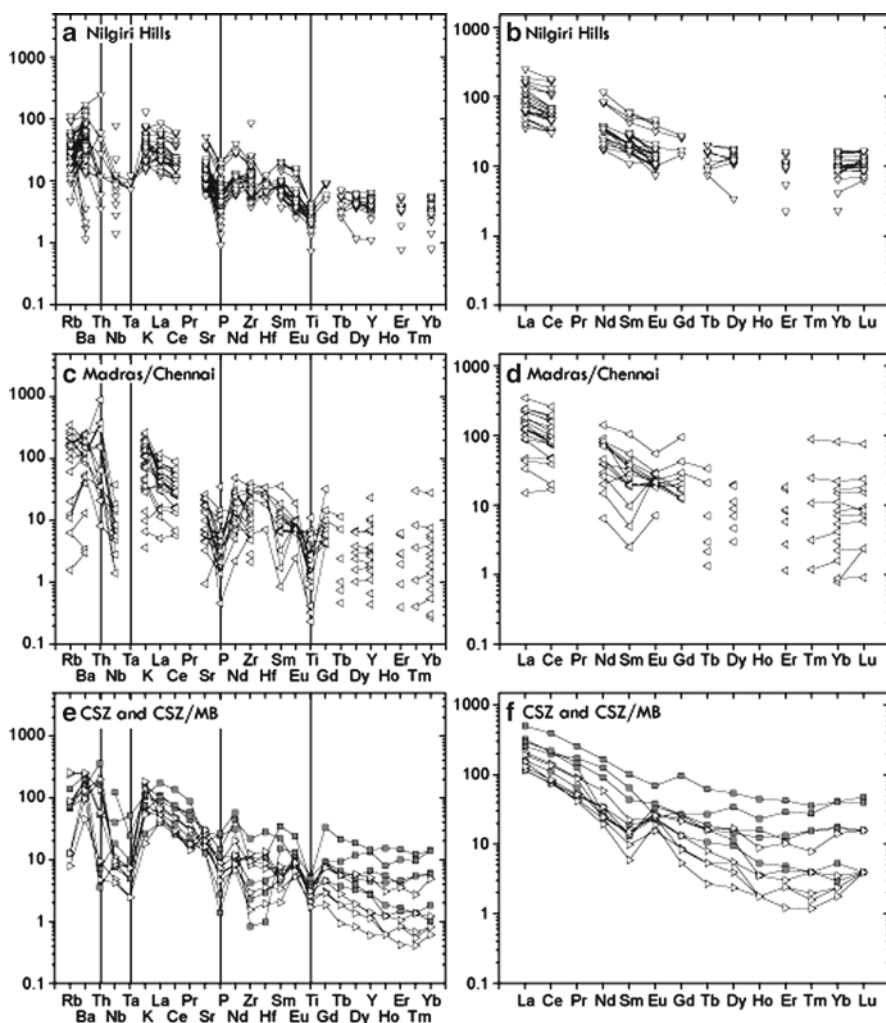 a Nilgiri Hills
1000
100
10
1
0.1
Rb Th Ta La Pr P Zr Sm Ti Tb Y Er Yb
Ba Nb K Ce Sr Nd Hf Eu Gd Dy Ho Tm
b Nilgiri Hills
1000
100
10
1
0.1
La Ce Pr Nd Sm Eu Gd Tb Dy Ho Er Tm Yb Lu
c Madras/Chennai
1000
100
10
1
0.1
Rb Th Ta La Pr P Zr Sm Ti Tb Y Er Yb
Ba Nb K Ce Sr Nd Hf Eu Gd Dy Ho Tm
d Madras/Chennai
100
10
1
0.1
La Ce Pr Nd Sm Eu Gd Tb Dy Ho Er Tm Yb Lu
e CSZ and CSZ/MB
1000
100
10
1
0.1
Rb Th Ta La Pr P Zr Sm Ti Tb Y Er Yb
Ba Nb K Ce Sr Nd Hf Eu Gd Dy Ho Tm
f CSZ and CSZ/MB
1000
100
10
1
0.1
La Ce Pr Nd Sm Eu Gd Tb Dy Ho Er Tm Yb Lu